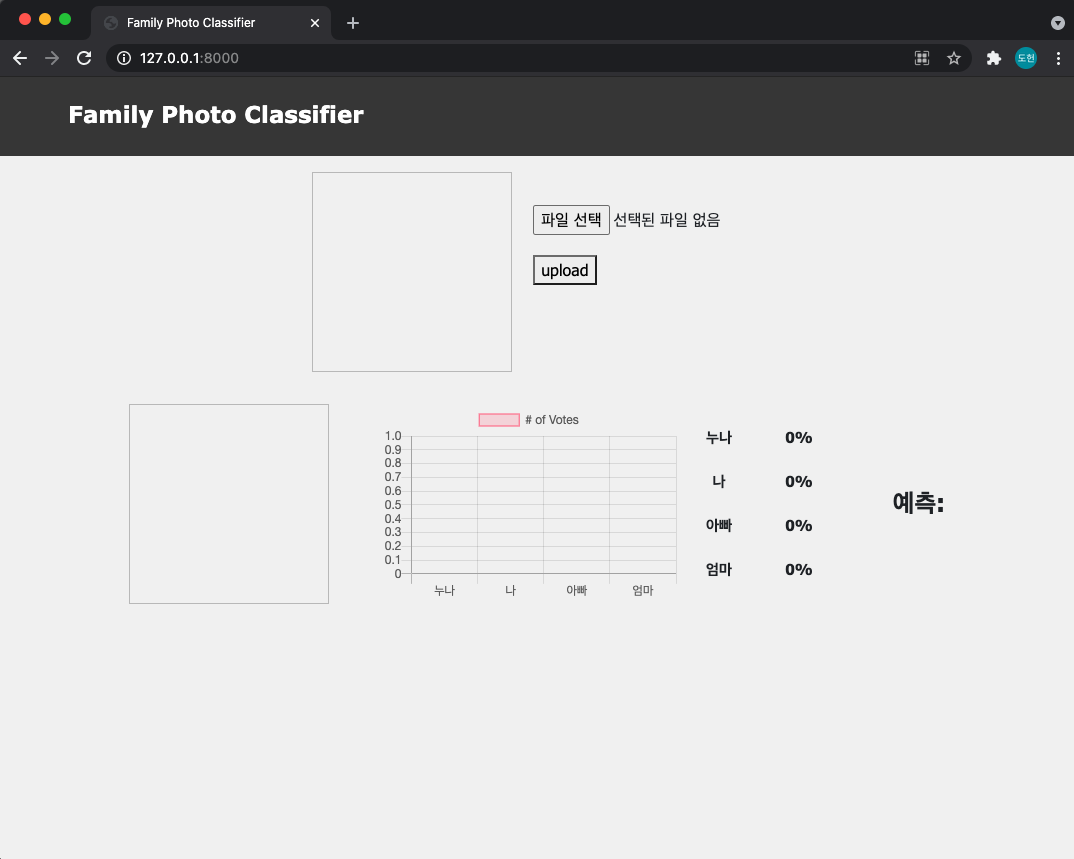 Family Photo Classifier
127.0.0.1:8000
도헌
Family Photo Classifier
파일 선택 선택된 파일 없음
upload
# of Votes
1.0
0.9
0.8
0.7
0.6
0.5
0.4
0.3
0.2
0.1
0
누나 나 아빠 엄마
누나 0%
나 0%
아빠 0%
엄마 0%
예측: